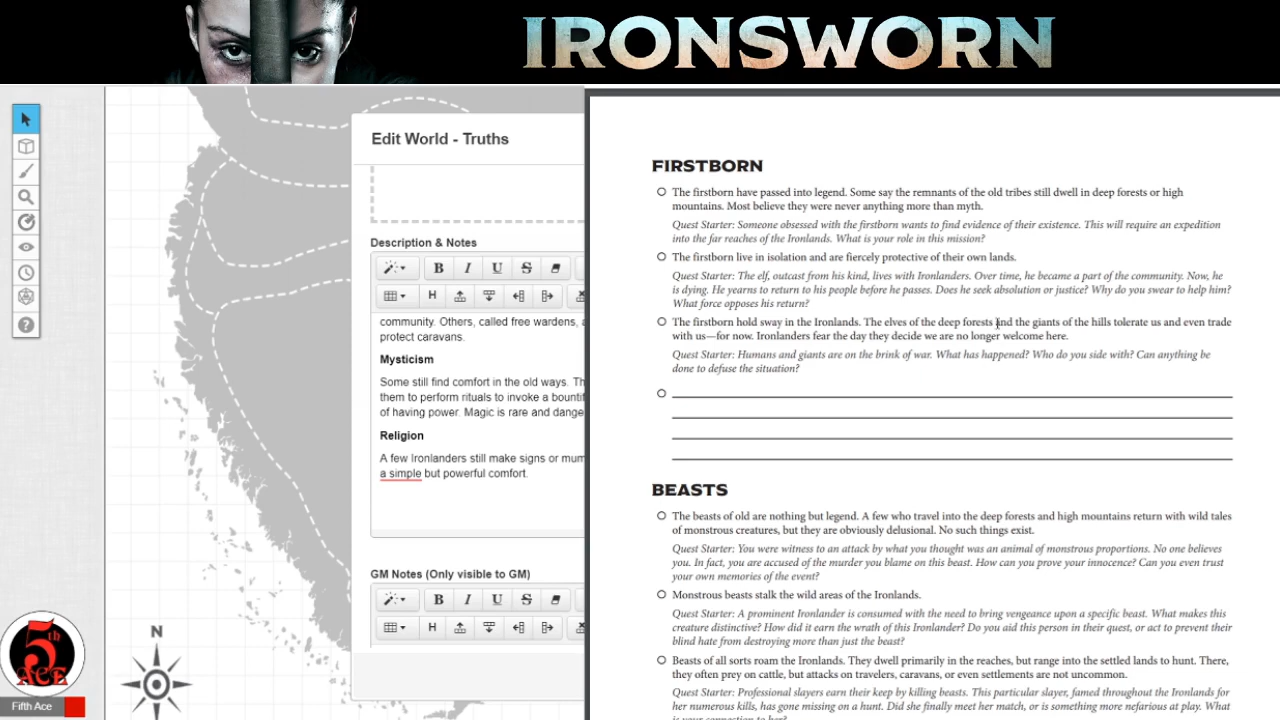 IRONSWORN
Edit World - Truths
Description & Notes
B I U S
H
community. Others, called free wardens,
protect caravans.
Mysticism
Some still find comfort in the old ways.
them to perform rituals to invoke a
of having power. Magic is rare and
Religion
A few Ironlanders still make signs or
a simple but powerful comfort.
GM Notes (Only visible to GM)
B I U S
H
N
5th
ACE
Fifth Ace
FIRSTBORN
The firstborn have passed into legend. Some say the remnants of the old tribes still dwell in deep forests or high
mountains. Most believe they were never anything more than myth.
Quest Starter: Someone obsessed with the firstborn wants to find evidence of their existence. This will require an expedition
into the far reaches of the Ironlands. What is your role in this mission?
The firstborn live in isolation and are fiercely protective of their own lands.
Quest Starter: The elf, outcast from his kind, lives with Ironlanders. Over time, he became a part of the community. Now, he
is dying. He yearns to return to his people before he passes. Does he seek absolution or justice? Why do you swear to help him?
What force opposes his return?
The firstborn hold sway in the Ironlands. The elves of the deep forests and the giants of the hills tolerate us and even trade
with us—for now. Ironlanders fear the day they decide we are no longer welcome here.
Quest Starter: Humans and giants are on the brink of war. What has happened? Who do you side with? Can anything be
done to defuse the situation?
BEASTS
The beasts of old are nothing but legend. A few who travel into the deep forests and high mountains return with wild tales
of monstrous creatures, but they are obviously delusional. No such things exist.
Quest Starter: You were witness to an attack by what you thought was an animal of monstrous proportions. No one believes
you. In fact, you are accused of the murder you blame on this beast. How can you prove your innocence? Can you even trust
your own memories of the event?
Monstrous beasts stalk the wild areas of the Ironlands.
Quest Starter: A prominent Ironlander is consumed with the need to bring vengeance upon a specific beast. What makes this
creature distinctive? How did it earn the wrath of this Ironlander? Do you aid this person in their quest, or act to prevent their
blind hate from destroying more than just the beast?
Beasts of all sorts roam the Ironlands. They dwell primarily in the reaches, but range into the settled lands to hunt. There,
they often prey on cattle, but attacks on travelers, caravans, or even settlements are not uncommon.
Quest Starter: Professional slayers earn their keep by killing beasts. This particular slayer, famed throughout the Ironlands for
her numerous kills, has gone missing on a hunt. Did she finally meet her match, or is something more nefarious at play. What
is your connection to her?